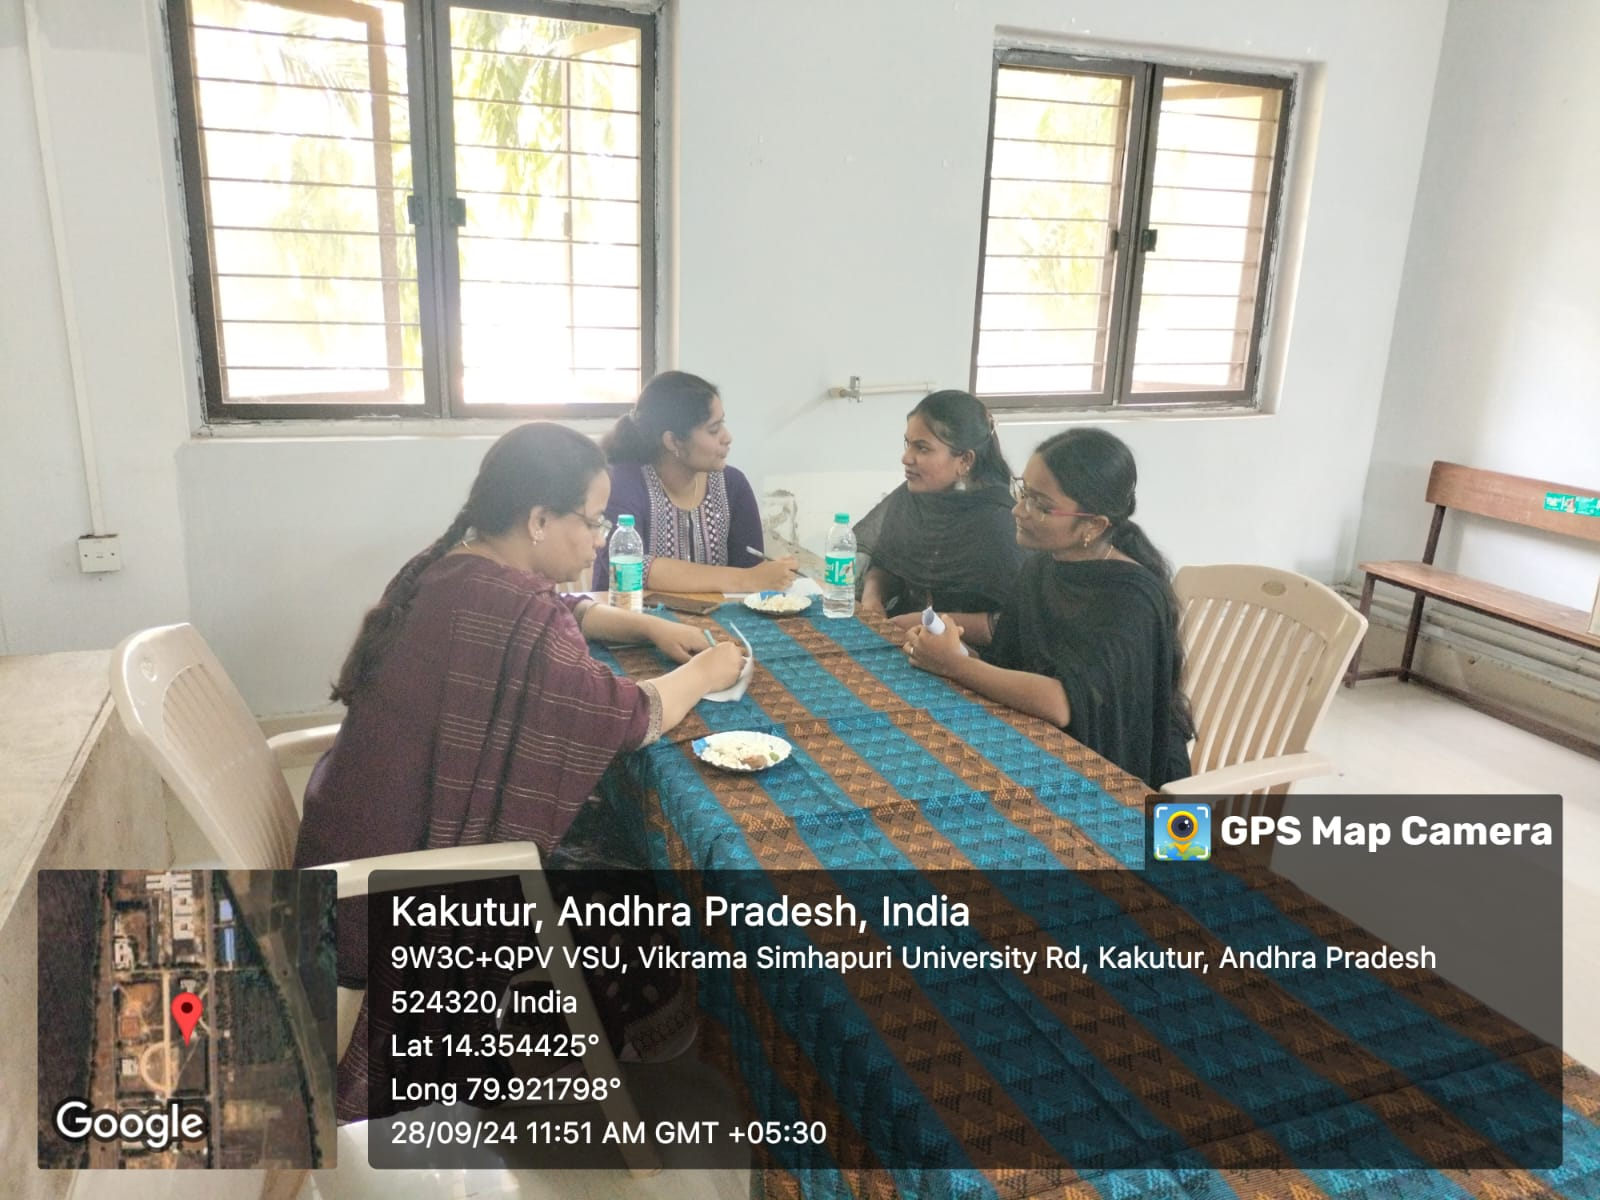 GPS Map Camera
Kakutur, Andhra Pradesh, India
9W3C+QPV VSU, Vikrama Simhapuri University Rd, Kakutur, Andhra Pradesh
524320, India
Lat 14.354425°
Long 79.921798°
28/09/24 11:51 AM GMT +05:30
Google